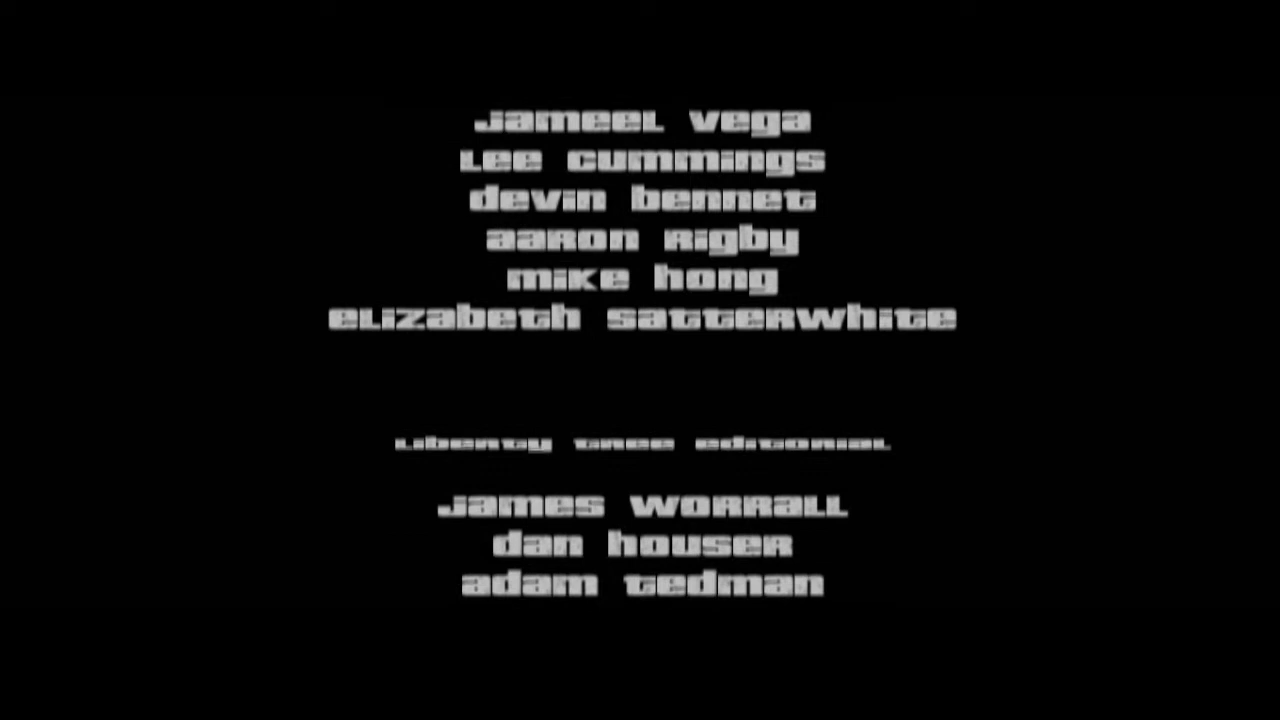 Jameel Vega
Lee Cummings
Devin Bennet
Aaron Rigby
Mike Hong
Elizabeth Satterwhite
Liberty Tree Editorial
James Worrall
Dan Houser
Adam Tedman